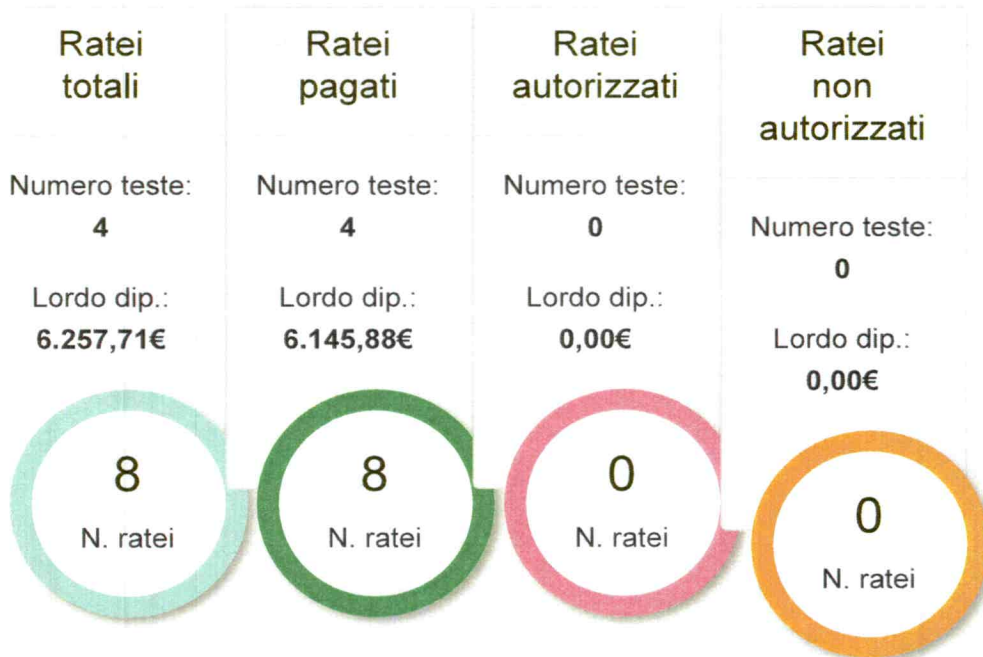 Ratei
totali
Numero teste:
4
Lordo dip.:
6.257,71€
8
N. ratei
Ratei
pagati
Numero teste:
4
Lordo dip.:
6.145,88€
8
N. ratei
Ratei
autorizzati
Numero teste:
0
Lordo dip.:
0,00€
0
N. ratei
Ratei
non
autorizzati
Numero teste:
0
Lordo dip.:
0,00€
0
N. ratei